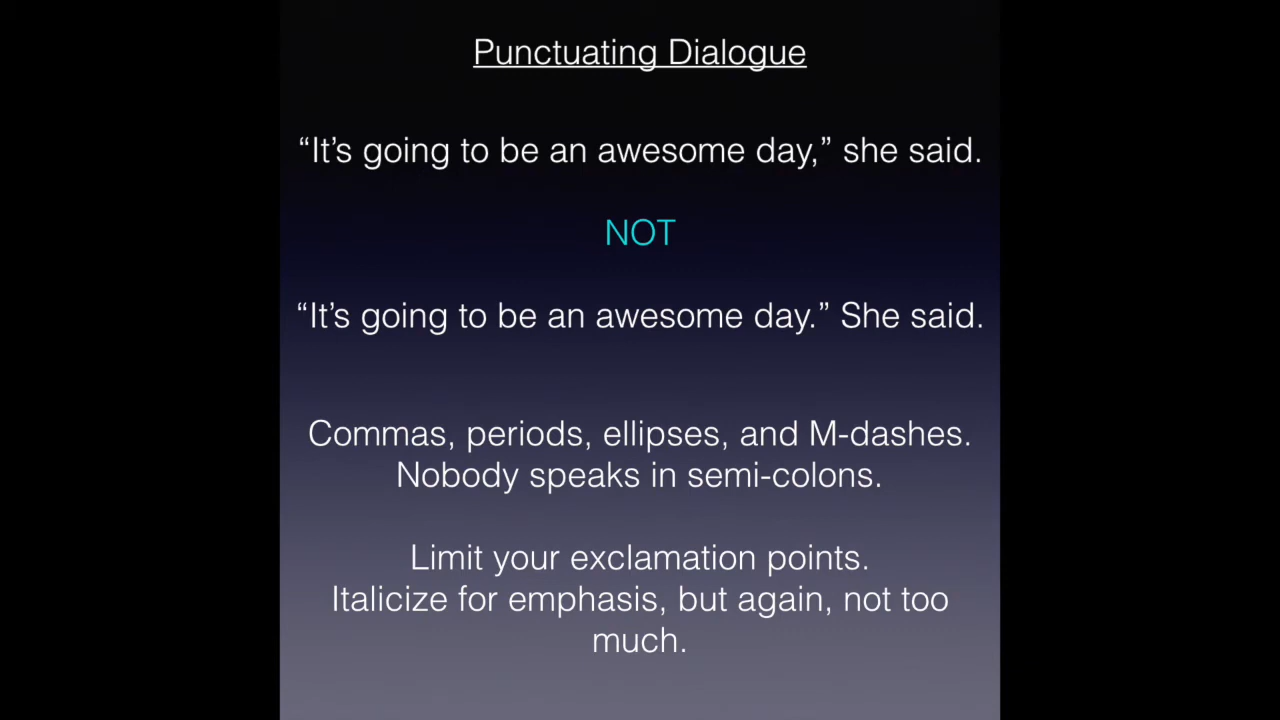 Punctuating Dialogue
“It’s going to be an awesome day,” she said.
NOT
“It’s going to be an awesome day.” She said.
Commas, periods, ellipses, and M-dashes.
Nobody speaks in semi-colons.
Limit your exclamation points.
Italicize for emphasis, but again, not too
much.